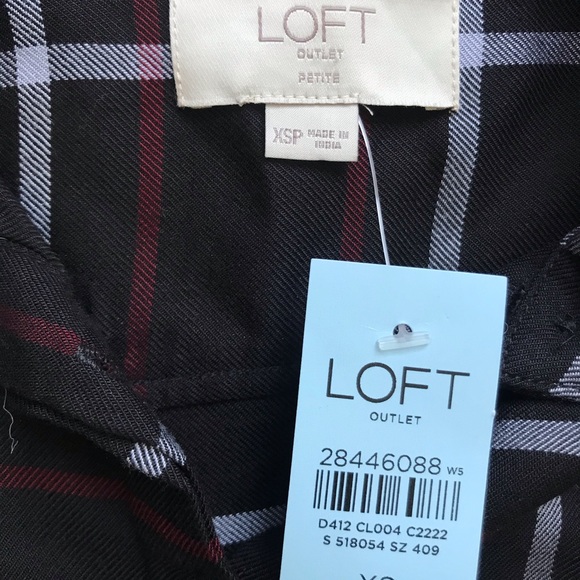 LOFT
OUTLET
PETITE
XSP MADE IN
INDIA
LOFT
OUTLET
28446088 WS
D412 CL004 C2222
S 518054 SZ 409